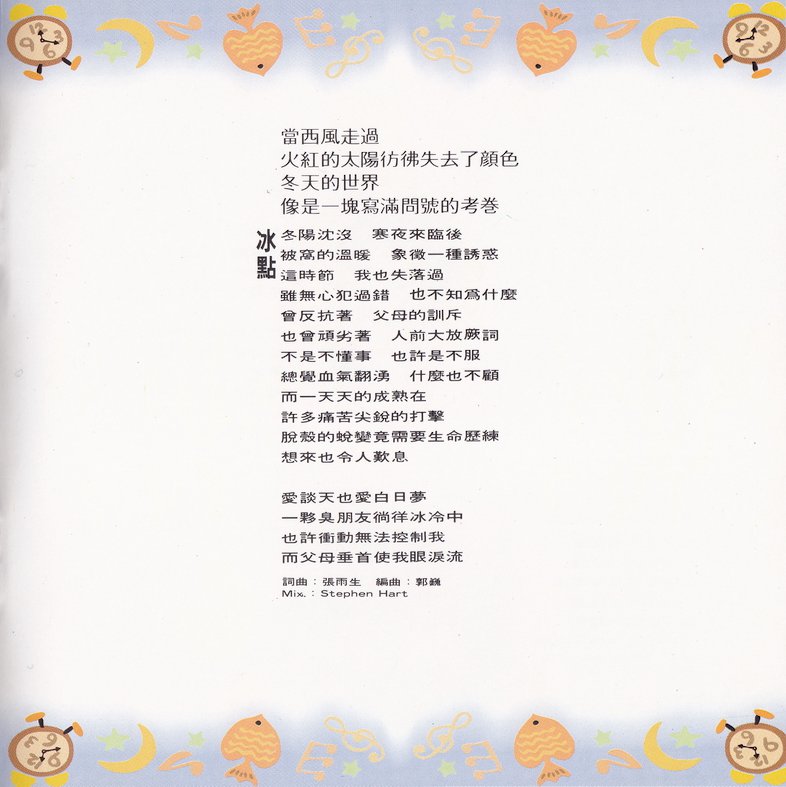 當西風走過
火紅的太陽彷彿失去了顏色
冬天的世界
像是一塊寫滿問號的考卷
冰點
冬陽沈沒　寒夜來臨後
被窩的溫暖　象徵一種誘惑
這時節　我也失落過
雖無心犯過錯　也不知為什麼
曾反抗著　父母的訓斥
也曾頑劣著　人前大放厥詞
不是不懂事　也許是不服
總覺血氣翻湧　什麼也不顧
而一天天的成熟在
許多痛苦尖銳的打擊
脫殼的蛻變竟需要生命歷練
想來也令人歎息
愛談天也愛白日夢
一夥臭朋友徜徉冰冷中
也許衝動無法控制我
而父母垂首使我眼淚流
詞曲：張雨生　編曲：郭巍
Mix.：Stephen Hart